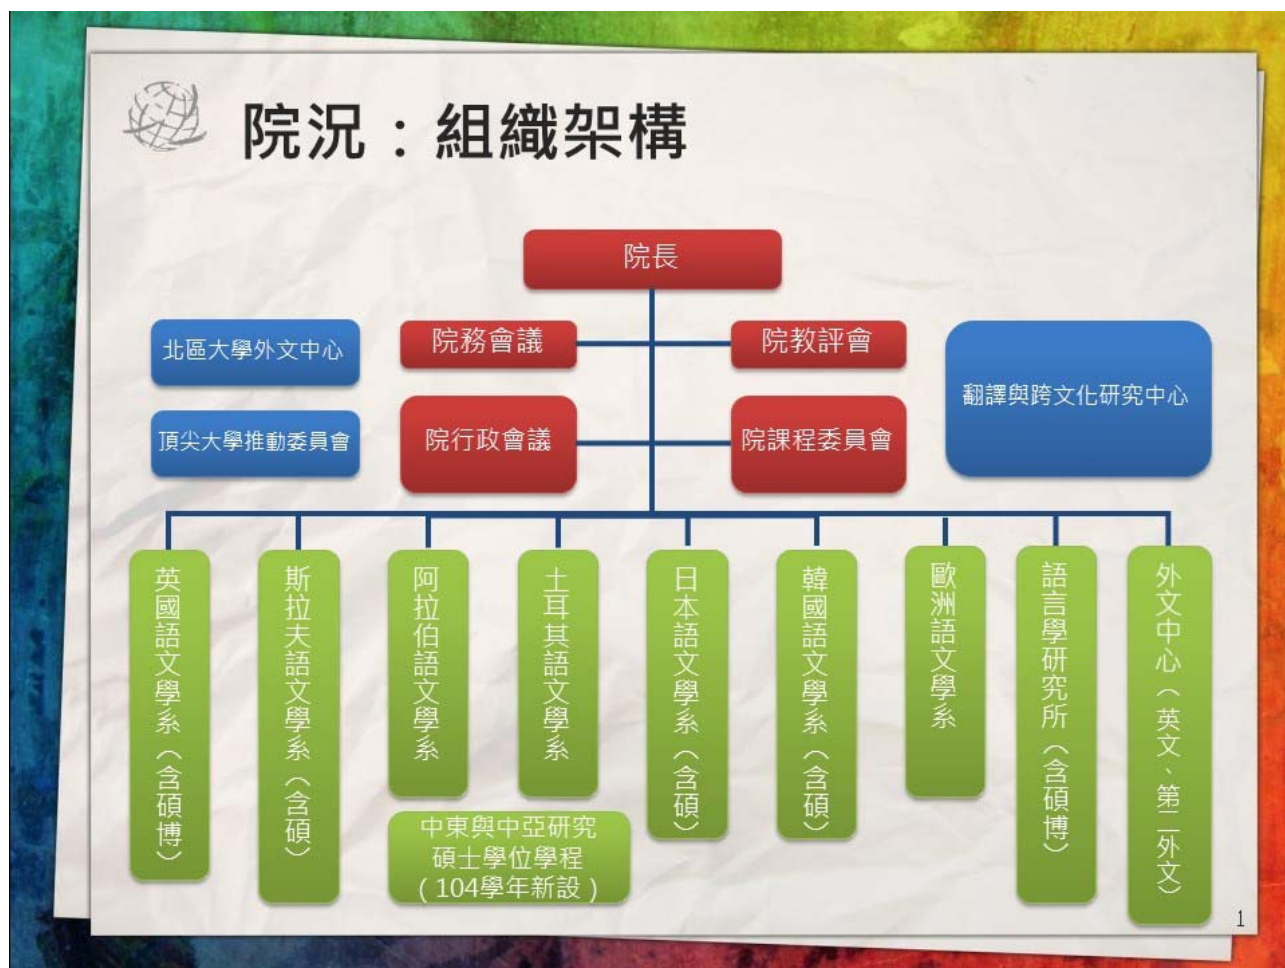 院況：組織架構
院長
北區大學外文中心
院務會議
院教評會
翻譯與跨文化研究中心
頂尖大學推動委員會
院行政會議
院課程委員會
英國語文學系（含碩博）
斯拉夫語文學系（含碩）
阿拉伯語文學系
土耳其語文學系
日本語文學系（含碩）
韓國語文學系（含碩）
歐洲語文學系
語言學研究所（含碩博）
外文中心（英文、第二外文）
中東與中亞研究
碩士學位學程
（104學年新設）
1